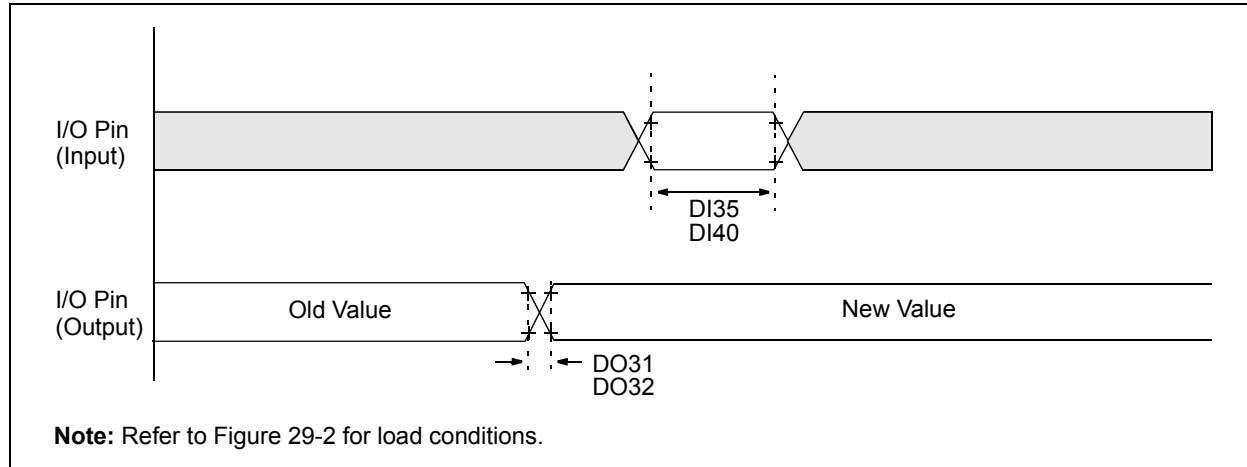 I/O Pin
(Input)
DI35
DI40
I/O Pin
(Output)
Old Value
New Value
DO31
DO32
Note: Refer to Figure 29-2 for load conditions.